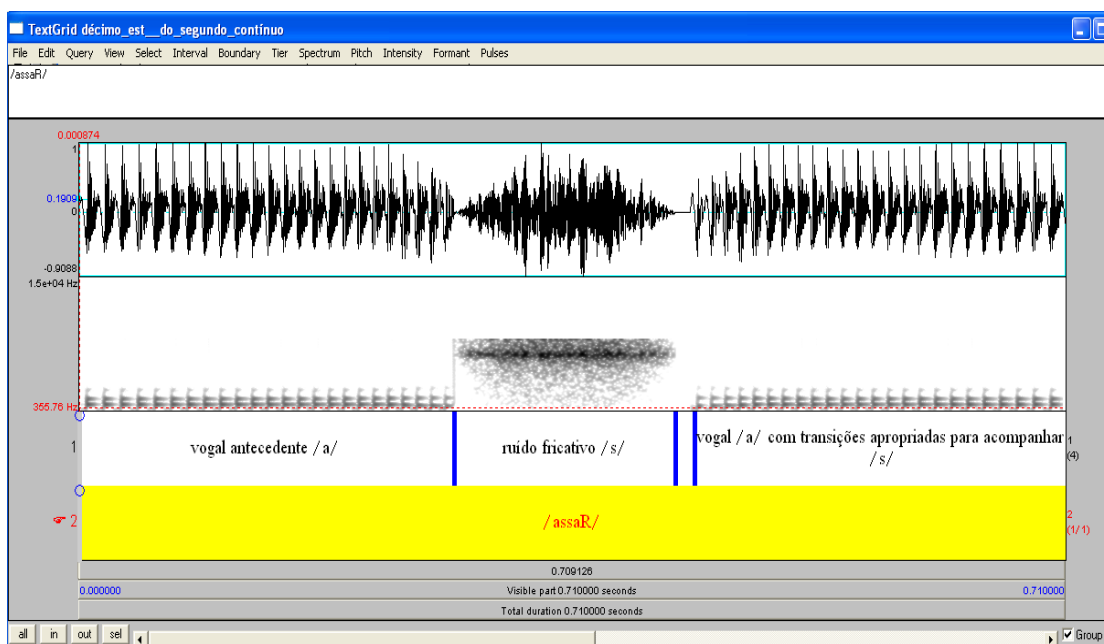 TextGrid décimo_est__do_segundo_contínuo
File Edit Query View Select Interval Boundary Tier Spectrum Pitch Intensity Formant Pulses
/assaR/
0.000874
1
0.1909
0
-0.9088
1.5e+04 Hz
355.76 Hz
1
vogal antecedente /a/
ruído fricativo /s/
vogal /a/ com transições apropriadas para acompanhar
/s/
1
(4)
2
/assaR/
2
(1/1)
0.709126
0.000000
Visible part 0.710000 seconds
0.710000
Total duration 0.710000 seconds
all in out sel
Group